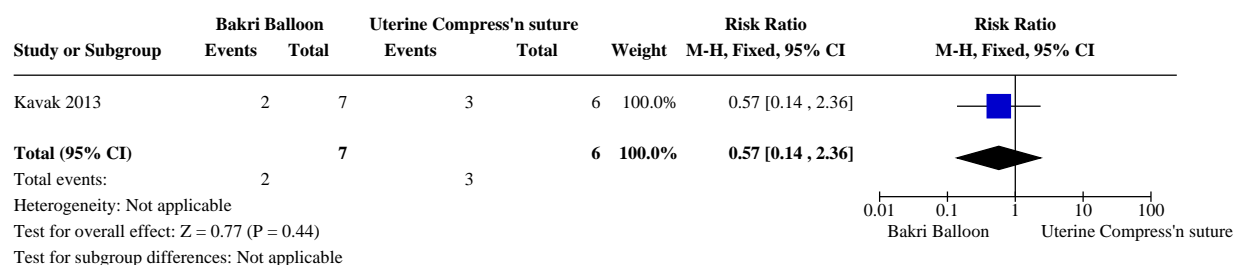 Bakri Balloon Uterine Compress'n suture Risk Ratio Risk Ratio
Study or Subgroup Events Total Events Total Weight M-H, Fixed, 95% CI M-H, Fixed, 95% CI
Kavak 2013 2 7 3 6 100.0% 0.57 [0.14 , 2.36]
Total (95% CI) 7 6 100.0% 0.57 [0.14 , 2.36]
Total events: 2 3
Heterogeneity: Not applicable 0.01 0.1 1 10 100
Test for overall effect: Z = 0.77 (P = 0.44) Bakri Balloon Uterine Compress'n suture
Test for subgroup differences: Not applicable